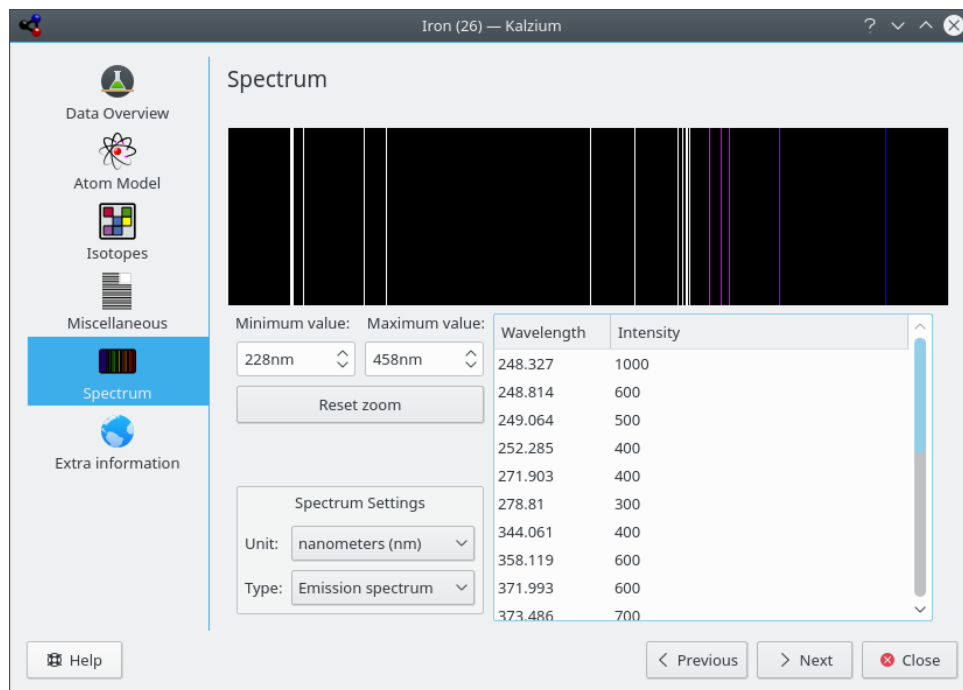 Iron (26) — Kalzium
Data Overview
Atom Model
Isotopes
Miscellaneous
Spectrum
Extra information
Spectrum
Minimum value: Maximum value:
228nm 458nm
Reset zoom
Spectrum Settings
Unit: nanometers (nm)
Type: Emission spectrum
Wavelength Intensity
248.327 1000
248.814 600
249.064 500
252.285 400
271.903 400
278.81 300
344.061 400
358.119 600
371.993 600
373.486 700
Help
Previous
Next
Close